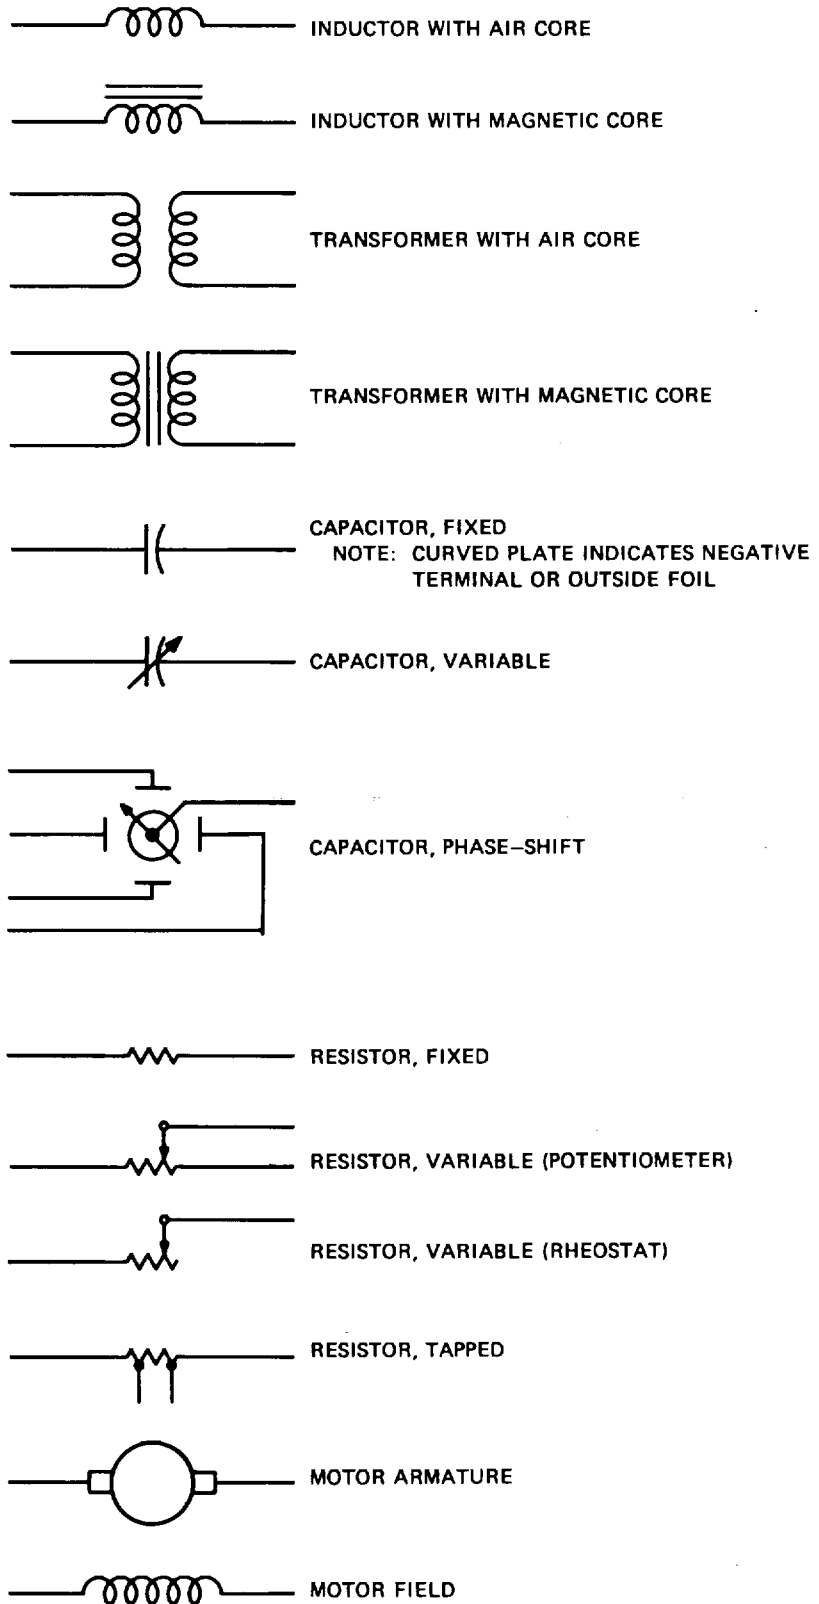 INDUCTOR WITH AIR CORE
INDUCTOR WITH MAGNETIC CORE
TRANSFORMER WITH AIR CORE
TRANSFORMER WITH MAGNETIC CORE
CAPACITOR, FIXED
NOTE: CURVED PLATE INDICATES NEGATIVE
TERMINAL OR OUTSIDE FOIL
CAPACITOR, VARIABLE
CAPACITOR, PHASE–SHIFT
RESISTOR, FIXED
RESISTOR, VARIABLE (POTENTIOMETER)
RESISTOR, VARIABLE (RHEOSTAT)
RESISTOR, TAPPED
MOTOR ARMATURE
MOTOR FIELD